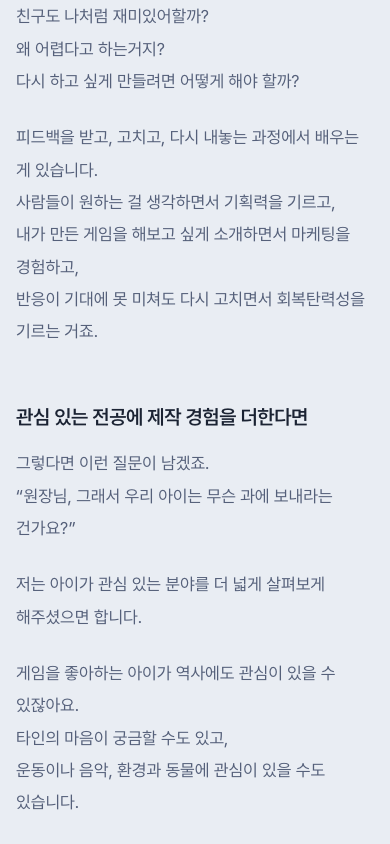 친구도 나처럼 재미있어할까?
왜 어렵다고 하는거지?
다시 하고 싶게 만들려면 어떻게 해야 할까?
피드백을 받고, 고치고, 다시 내놓는 과정에서 배우는
게 있습니다.
사람들이 원하는 걸 생각하면서 기획력을 기르고,
내가 만든 게임을 해보고 싶게 소개하면서 마케팅을
경험하고,
반응이 기대에 못 미쳐도 다시 고치면서 회복탄력성을
기르는 거죠.
관심 있는 전공에 제작 경험을 더한다면
그렇다면 이런 질문이 남겠죠.
“원장님, 그래서 우리 아이는 무슨 과에 보내라는
건가요?”
저는 아이가 관심 있는 분야를 더 넓게 살펴보게
해주셨으면 합니다.
게임을 좋아하는 아이가 역사에도 관심이 있을 수
있잖아요.
타인의 마음이 궁금할 수도 있고,
운동이나 음악, 환경과 동물에 관심이 있을 수도
있습니다.